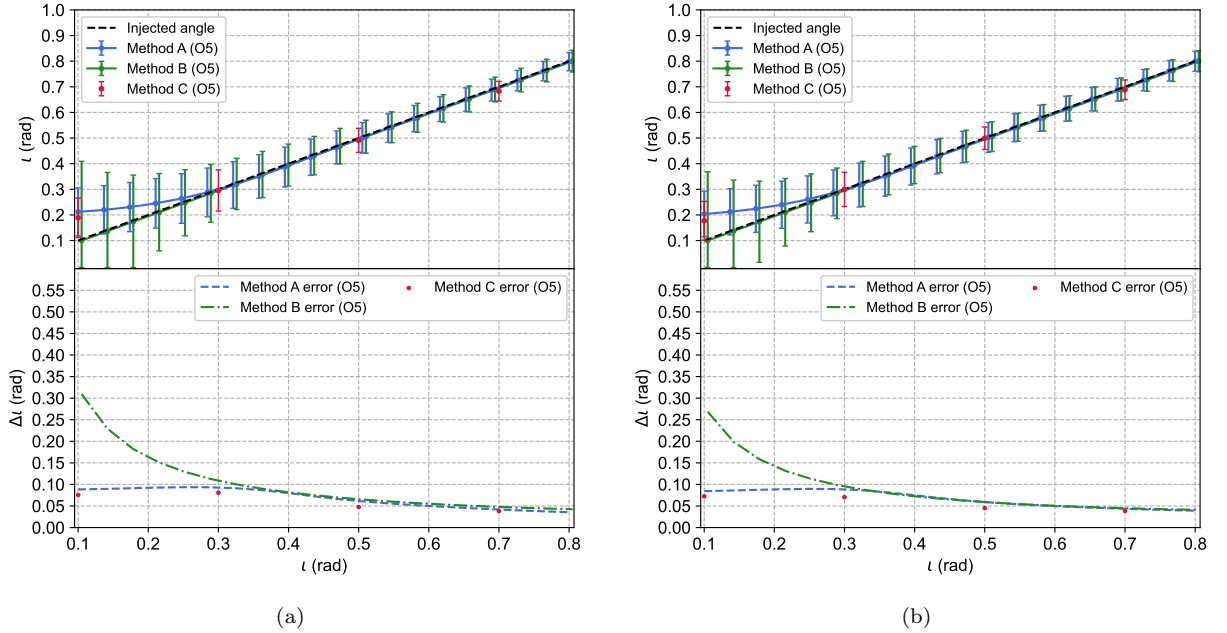 1.0
0.9
0.8
0.7
0.6
0.5
0.4
0.3
0.2
0.1
ι (rad)
Injected angle
Method A (O5)
Method B (O5)
Method C (O5)
0.55
0.50
0.45
0.40
0.35
0.30
0.25
0.20
0.15
0.10
0.05
0.00
Δι (rad)
Method A error (O5)
Method B error (O5)
Method C error (O5)
0.1 0.2 0.3 0.4 0.5 0.6 0.7 0.8
ι (rad)
(a)
1.0
0.9
0.8
0.7
0.6
0.5
0.4
0.3
0.2
0.1
ι (rad)
Injected angle
Method A (O5)
Method B (O5)
Method C (O5)
0.55
0.50
0.45
0.40
0.35
0.30
0.25
0.20
0.15
0.10
0.05
0.00
Δι (rad)
Method A error (O5)
Method B error (O5)
Method C error (O5)
0.1 0.2 0.3 0.4 0.5 0.6 0.7 0.8
ι (rad)
(b)